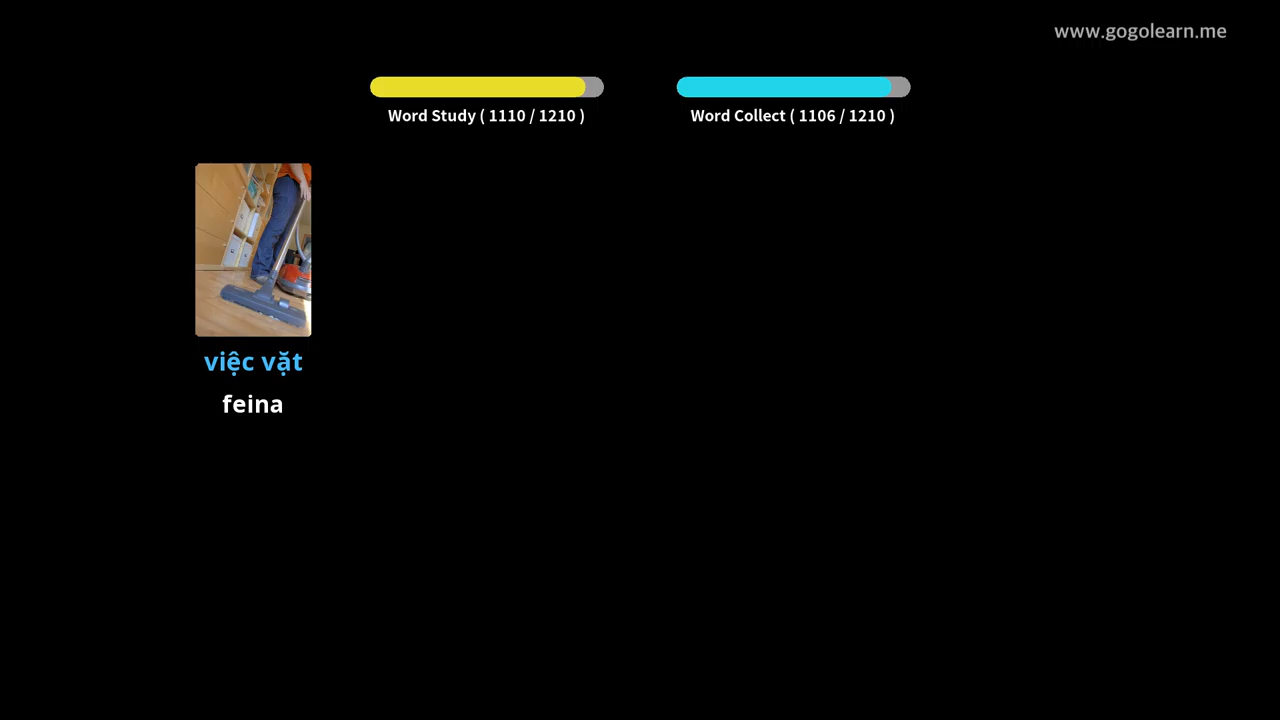 www.gogolearn.me
Word Study ( 1110 / 1210 )
Word Collect ( 1106 / 1210 )
việc vặt
feina